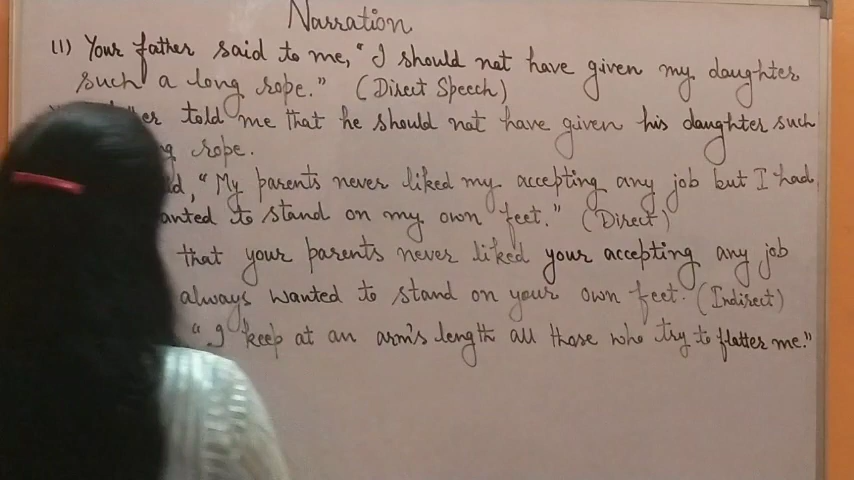 Narration
(1) Your father said to me, "I should not have given my daughter
such a long rope." (Direct Speech)
told me that he should not have given his daughter such
rope.
"My parents never liked my accepting any job but I had
to stand on my own feet." (Direct)
that your parents never liked your accepting any job
always wanted to stand on your own feet. (Indirect)
"I keep at an arm's length all those who try to flatter me."